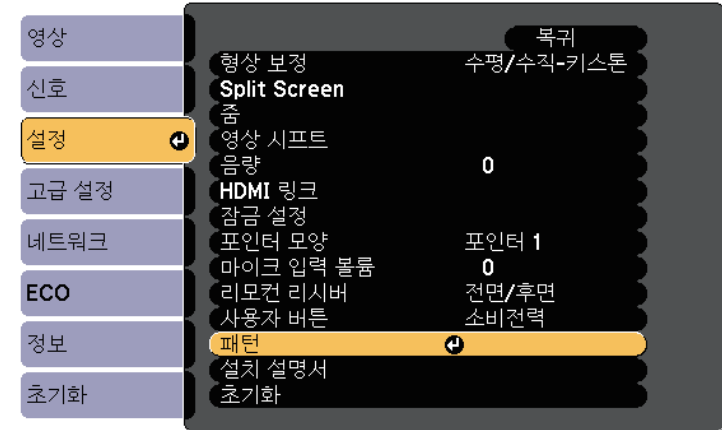 영상
신호
설정
고급 설정
네트워크
ECO
정보
초기화
복귀
형상 보정 수평/수직-키스톤
Split Screen
줌
영상 시프트
음량 0
HDMI 링크
잠금 설정
포인터 모양 포인터 1
마이크 입력 볼륨 0
리모컨 리시버 전면/후면
사용자 버튼 소비전력
패턴
설치 설명서
초기화